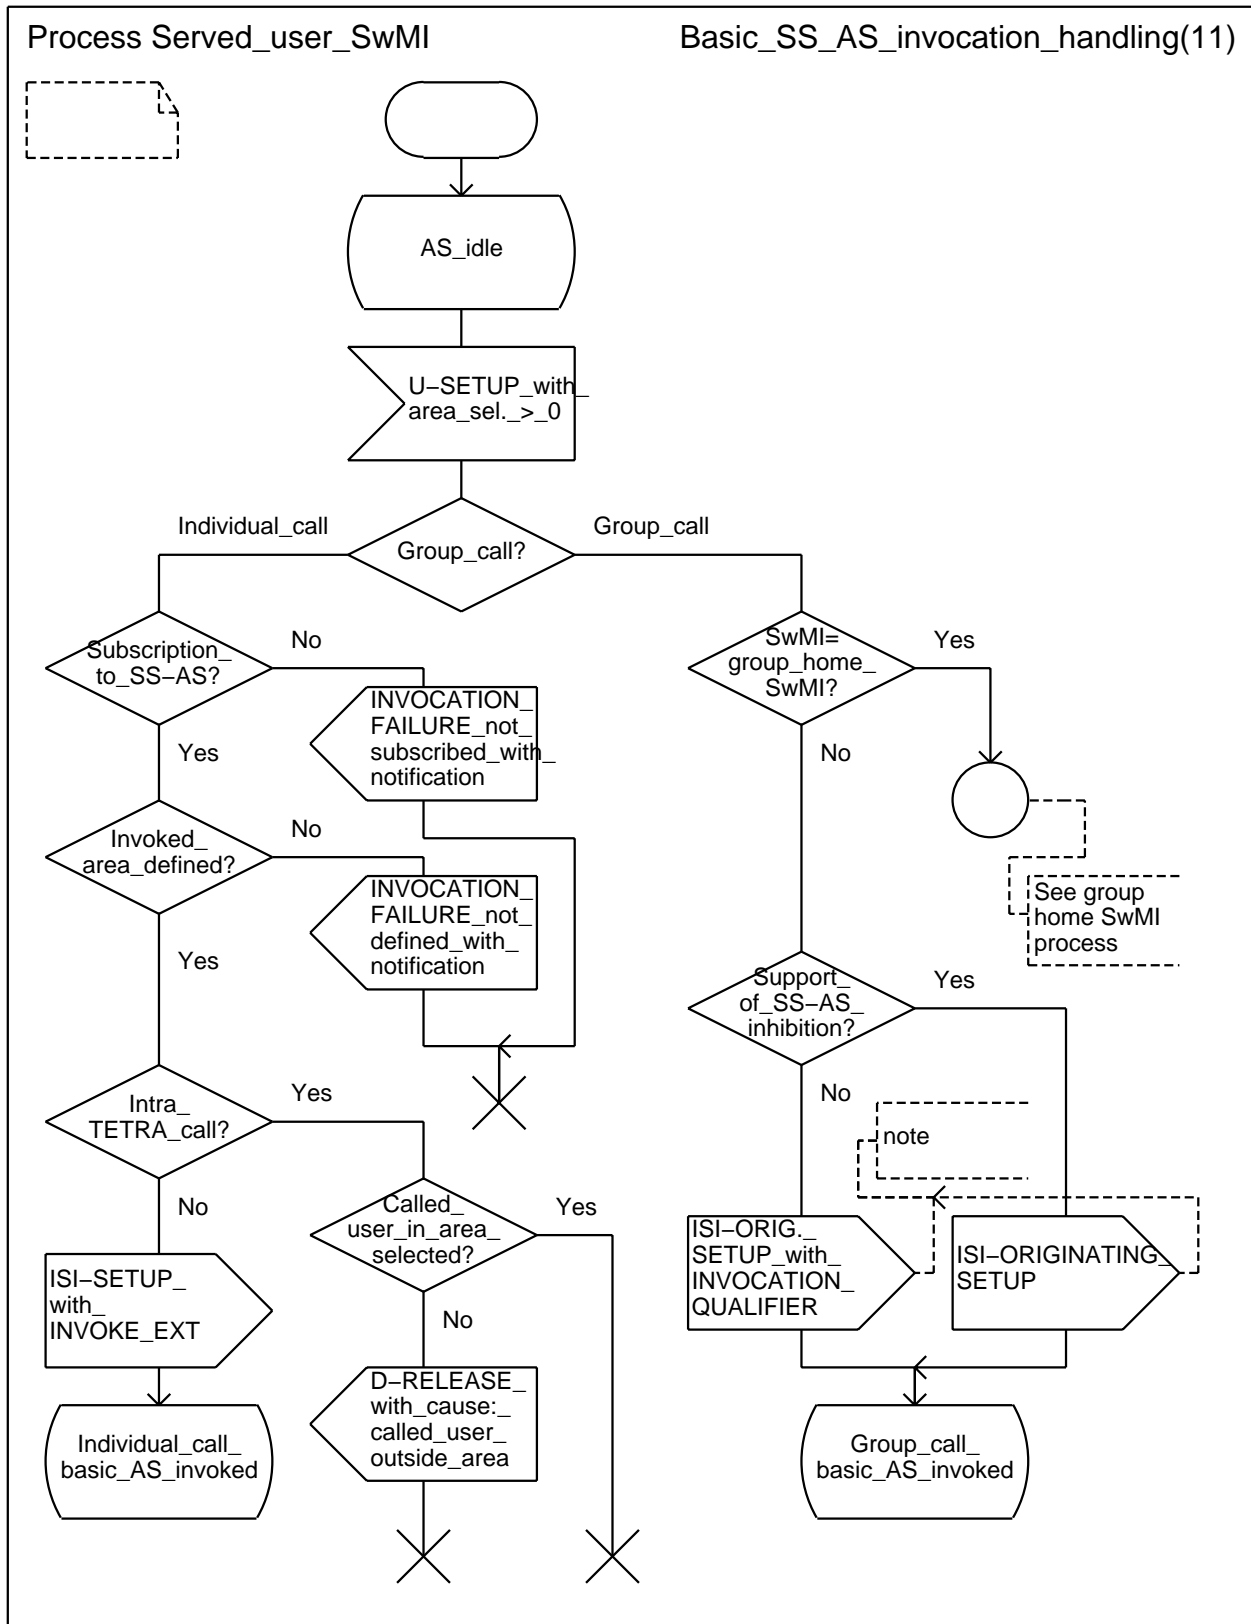 Process Served_user_SwMI
Basic_SS_AS_invocation_handling(11)
AS_idle
U−SETUP_with_
area_sel._>_0
Individual_call
Group_call?
Group_call
Subscription_
to_SS−AS?
No
Yes
INVOCATION_
FAILURE_not_
subscribed_with_
notification
SwMI=
group_home_
SwMI?
Yes
No
Invoked_
area_defined?
No
Yes
INVOCATION_
FAILURE_not_
defined_with_
notification
See group
home SwMI
process
Support_
of_SS−AS_
inhibition?
Yes
No
note
Intra_
TETRA_call?
Yes
No
Called_
user_in_area_
selected?
Yes
No
ISI−SETUP_
with_
INVOKE_EXT
ISI−ORIG._
SETUP_with_
INVOCATION_
QUALIFIER
ISI−ORIGINATING_
SETUP
D−RELEASE_
with_cause:_
called_user_
outside_area
Individual_call_
basic_AS_invoked
Group_call_
basic_AS_invoked